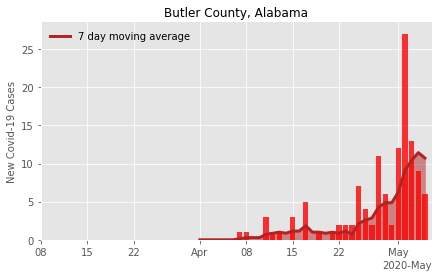 Butler County, Alabama
7 day moving average
New Covid-19 Cases
25
20
15
10
5
0
08 15 22 Apr 08 15 22 May
2020-May